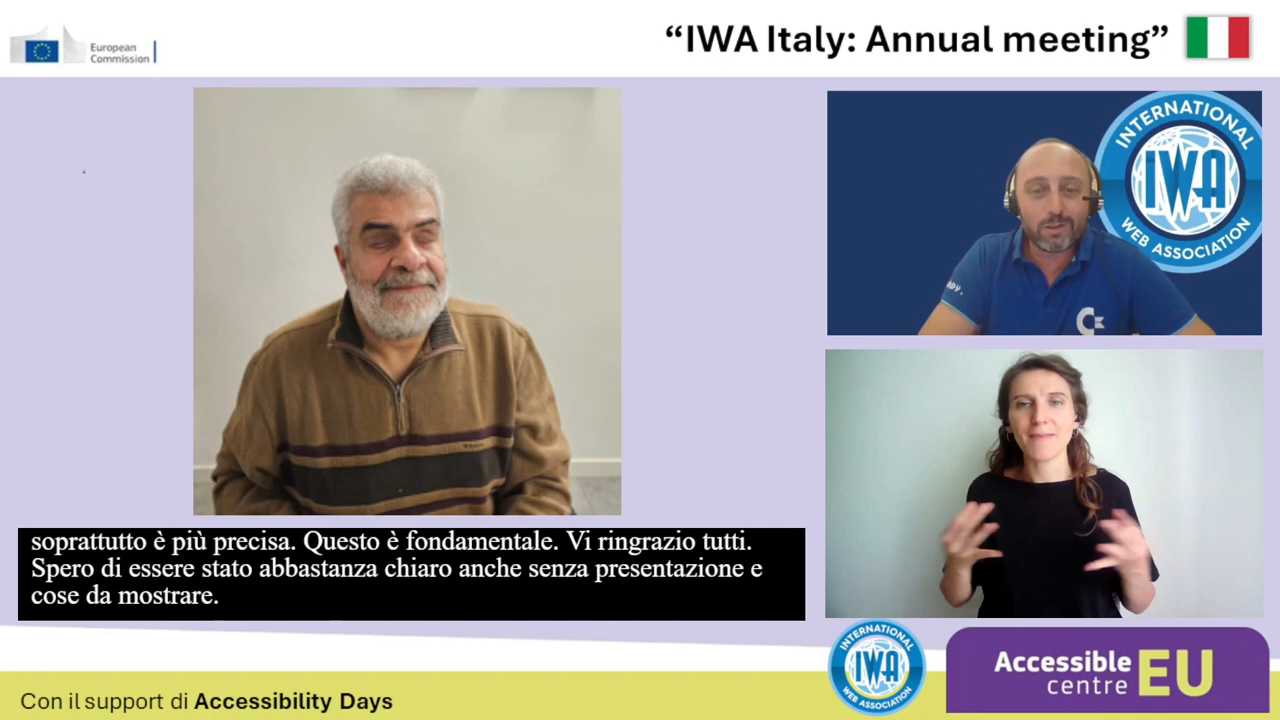 European
Commission
“IWA Italy: Annual meeting”
INTERNATIONAL
IWA
WEB ASSOCIATION
soprattutto è più precisa. Questo è fondamentale. Vi ringrazio tutti.
Spero di essere stato abbastanza chiaro anche senza presentazione e
cose da mostrare.
INTERNATIONAL
IWA
WEB ASSOCIATION
Accessible
centre
EU
Con il support di Accessibility Days